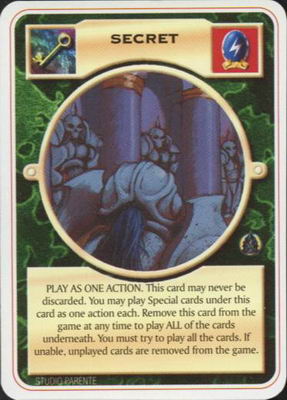 SECRET
PLAY AS ONE ACTION. This card may never be
discarded. You may play Special cards under this
card as one action each. Remove this card from the
game at any time to play ALL of the cards
underneath. You must try to play all the cards. If
unable, unplayed cards are removed from the game.
STUDIO PARENTE